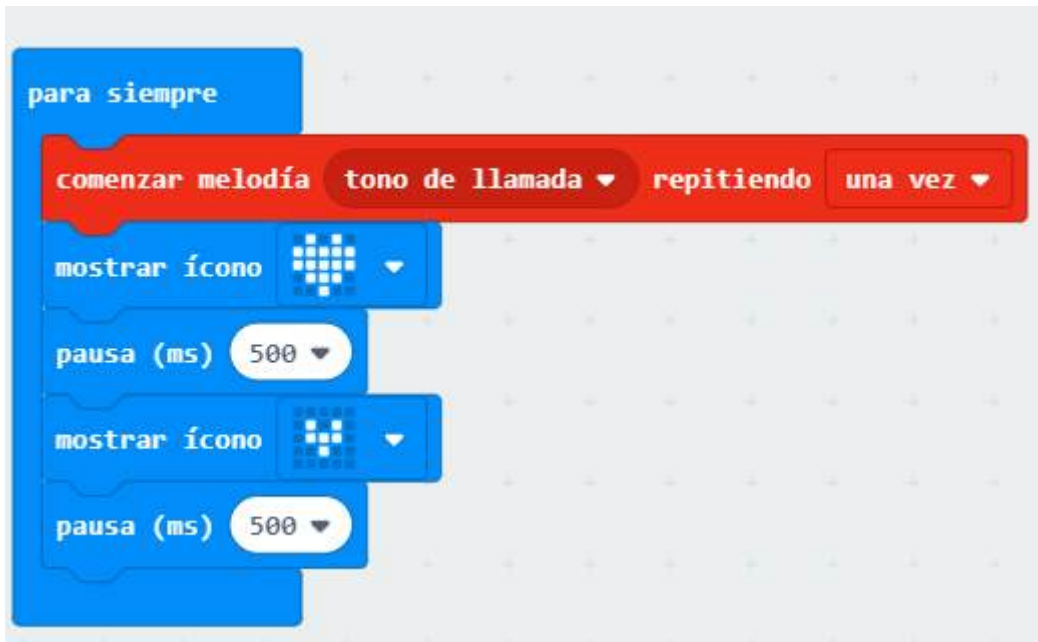 para siempre
comenzar melodía tono de llamada repitiendo una vez
mostrar ícono
pausa (ms) 500
mostrar ícono
pausa (ms) 500